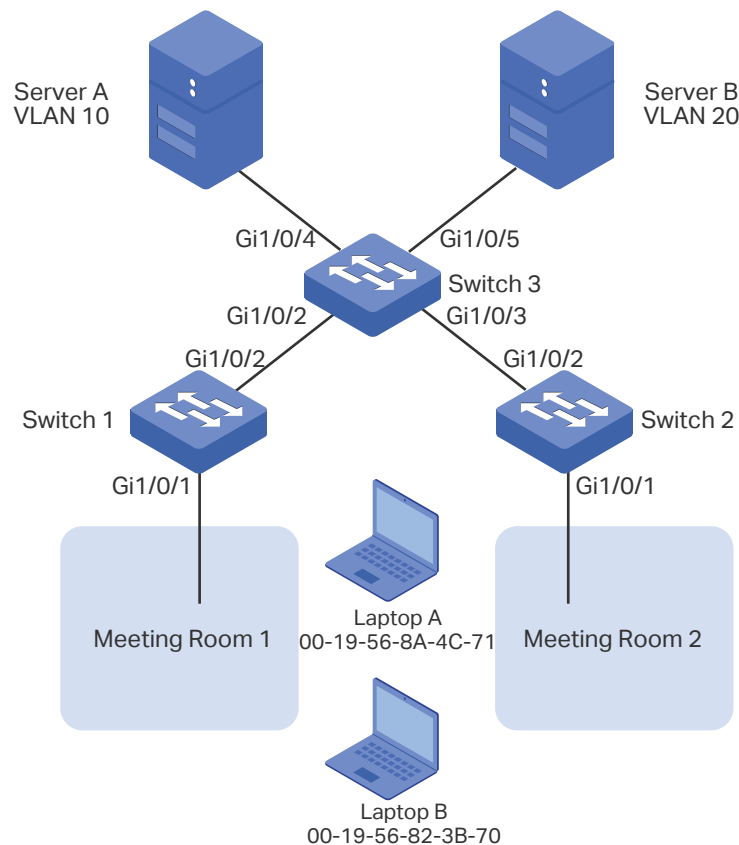 Server A
VLAN 10
Server B
VLAN 20
Gi1/0/4
Gi1/0/5
Switch 3
Gi1/0/2
Gi1/0/3
Gi1/0/2
Gi1/0/2
Switch 1
Switch 2
Gi1/0/1
Gi1/0/1
Meeting Room 1
Laptop A
00-19-56-8A-4C-71
Meeting Room 2
Laptop B
00-19-56-82-3B-70